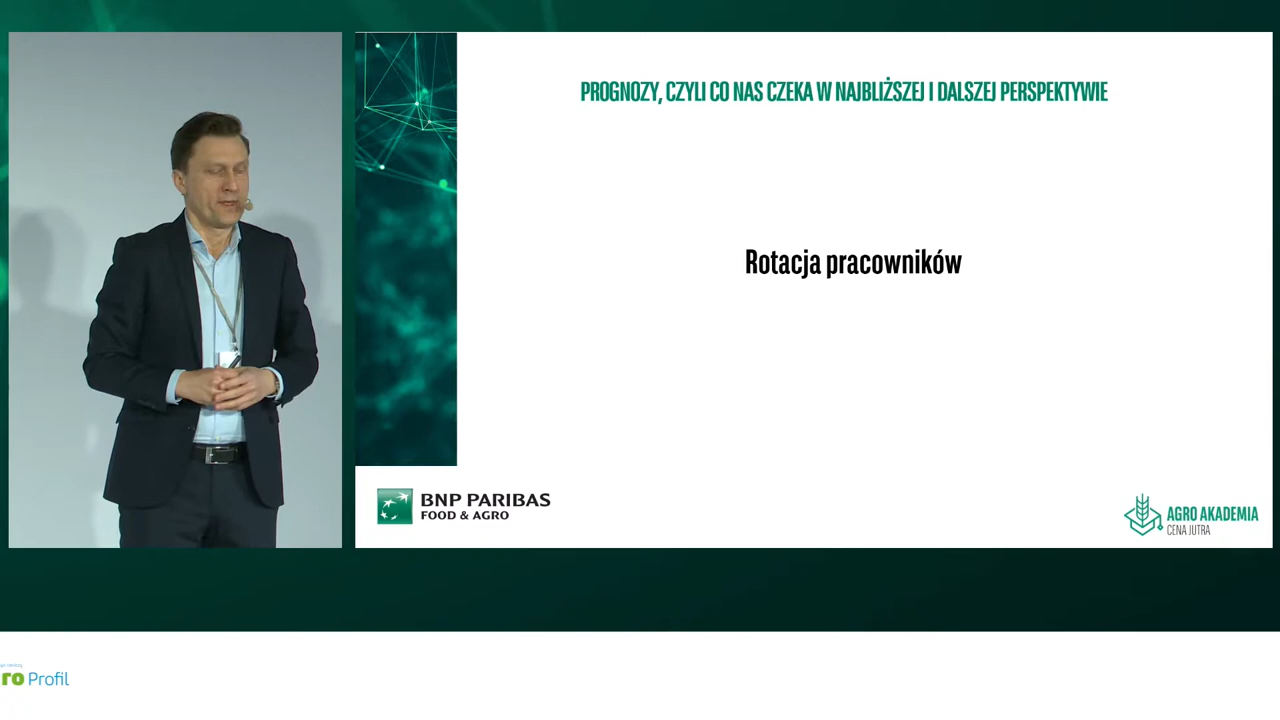 PROGNOZY, CZYLI CO NAS CZEKA W NAJBLIŻSZEJ I DALSZEJ PERSPEKTYWIE
Rotacja pracowników
BNP PARIBAS
FOOD & AGRO
AGRO AKADEMIA
CENA JUTRA
ro Profil